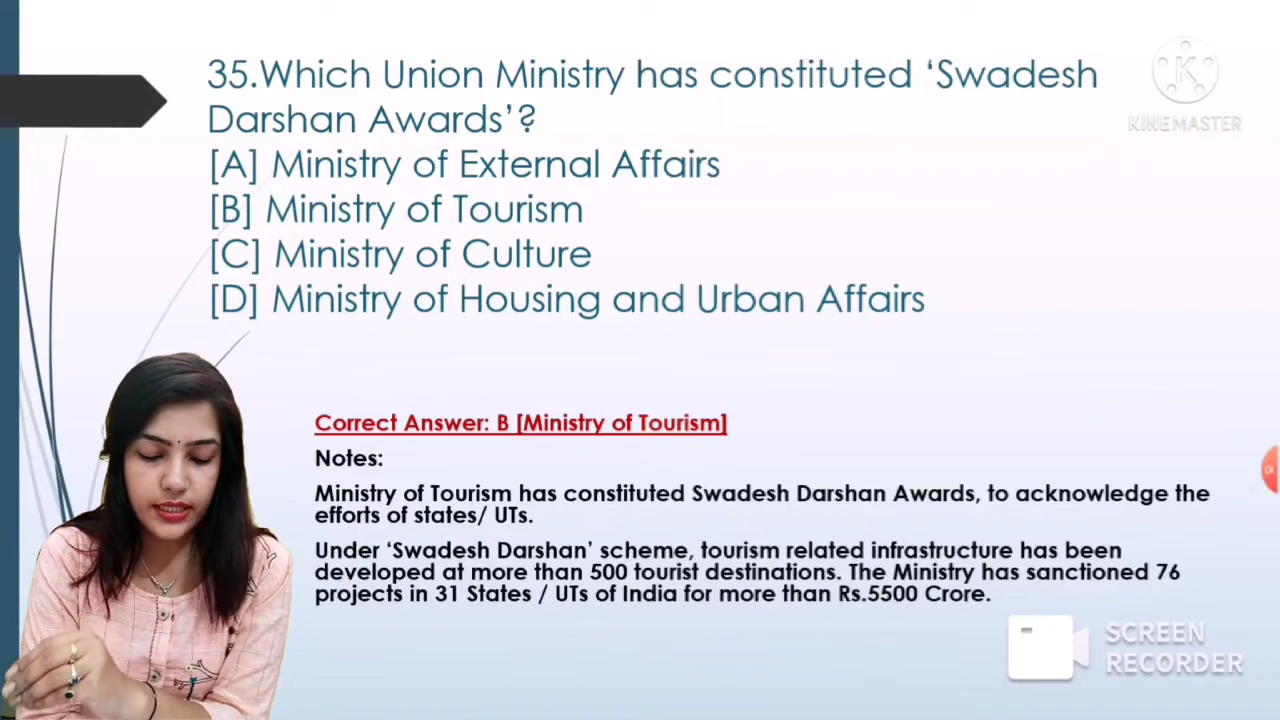 35.Which Union Ministry has constituted ‘Swadesh
Darshan Awards’?
[A] Ministry of External Affairs
[B] Ministry of Tourism
[C] Ministry of Culture
[D] Ministry of Housing and Urban Affairs
KINEMASTER
Correct Answer: B [Ministry of Tourism]
Notes:
Ministry of Tourism has constituted Swadesh Darshan Awards, to acknowledge the
efforts of states/ UTs.
Under ‘Swadesh Darshan’ scheme, tourism related infrastructure has been
developed at more than 500 tourist destinations. The Ministry has sanctioned 76
projects in 31 States / UTs of India for more than Rs.5500 Crore.
SCREEN
RECORDER